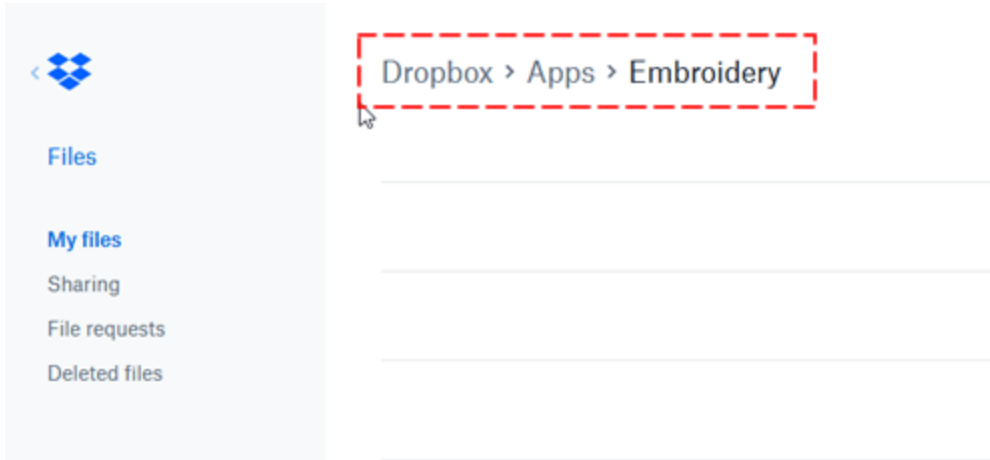 Dropbox > Apps > Embroidery
Files
My files
Sharing
File requests
Deleted files